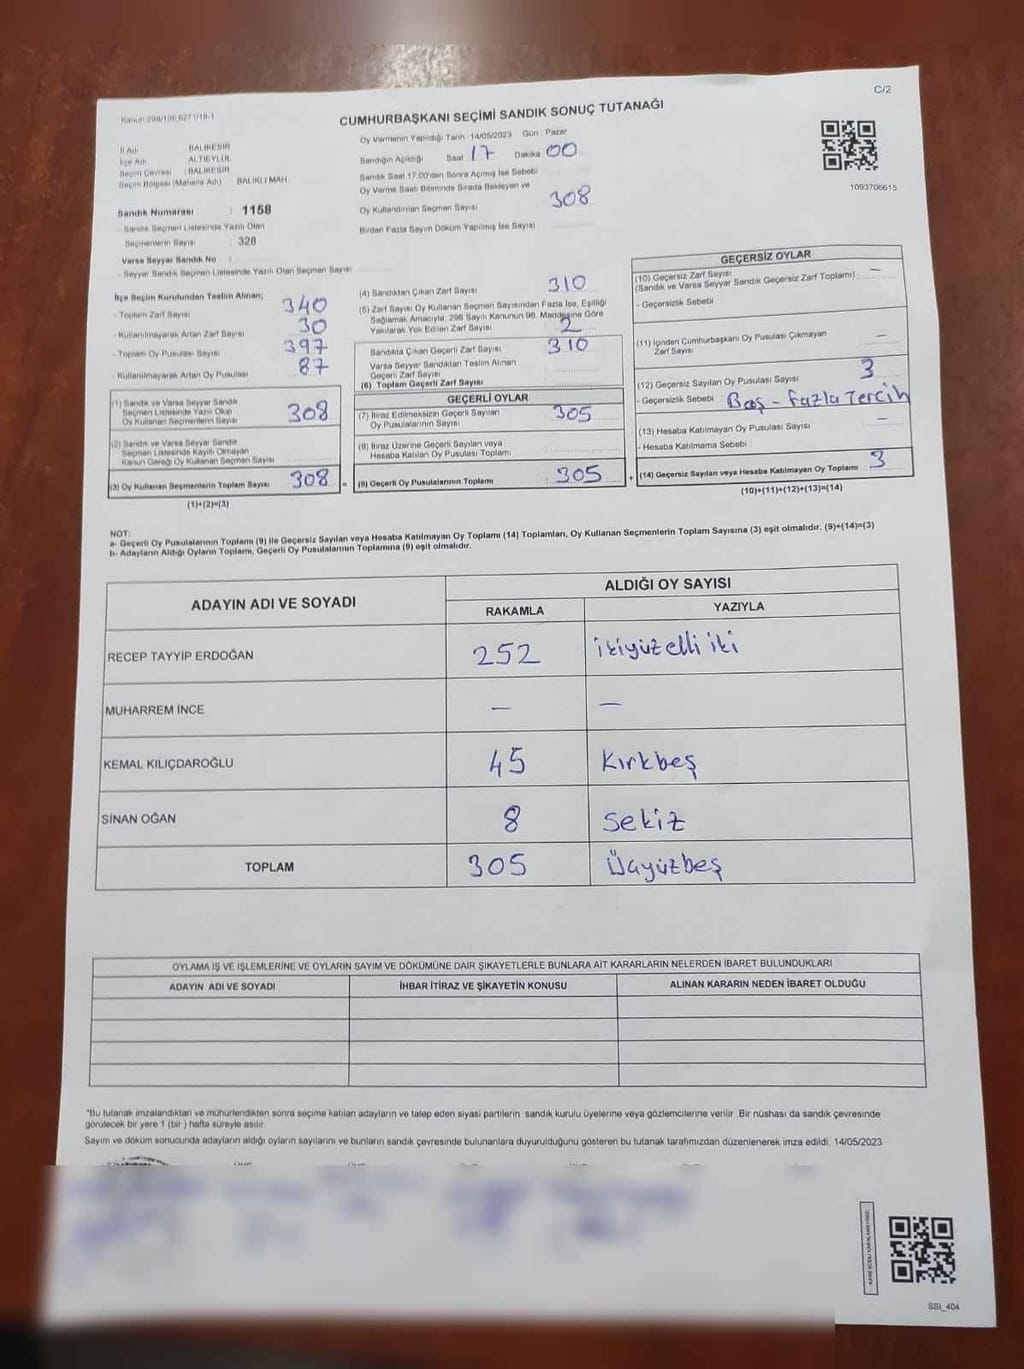 C/2
Kanun 298/106,6271/18-1
CUMHURBAŞKANI SEÇİMİ SANDIK SONUÇ TUTANAĞI
İl Adı : BALIKESİR
İlçe Adı : ALTIEYLÜL
Seçim Çevresi : BALIKESİR
Seçim Bölgesi (Mahalle Adı) BALIKLI MAH.
Sandık Numarası : 1158
- Sandık Seçmen Listesinde Yazılı Olan
Seçmenlerin Sayısı : 328
Varsa Seyyar Sandık No :
- Seyyar Sandık Seçmen Listesinde Yazılı Olan Seçmen Sayısı
Oy Vermenin Yapıldığı Tarih :14/05/2023 Gün : Pazar
Sandığın Açıldığı Saat 17 Dakika 00
Sandık Saat 17:00'den Sonra Açılmış İse Sebebi
Oy Verme Saati Bitiminde Sırada Bekleyen ve
Oy Kullandırılan Seçmen Sayısı 308
Birden Fazla Sayım Döküm Yapılmış İse Sayısı
1093706615
İlçe Seçim Kurulundan Teslim Alınan;
- Toplam Zarf Sayısı 340
- Kullanılmayarak Artan Zarf Sayısı 30
- Toplam Oy Pusulası Sayısı 397
- Kullanılmayarak Artan Oy Pusulası 87
(1) Sandık ve Varsa Seyyar Sandık
Seçmen Listesinde Yazılı Olup
Oy Kullanan Seçmenlerin Sayısı 308
(2) Sandık ve Varsa Seyyar Sandık
Seçmen Listesinde Kayıtlı Olmayan
Kanun Gereği Oy Kullanan Seçmen Sayısı
(3) Oy Kullanan Seçmenlerin Toplam Sayısı 308 =
(1)+(2)=(3)
(4) Sandıktan Çıkan Zarf Sayısı 310
(5) Zarf Sayısı Oy Kullanan Seçmen Sayısından Fazla İse, Eşitliği
Sağlamak Amacıyla, 298 Sayılı Kanunun 98. Maddesine Göre
Yakılarak Yok Edilen Zarf Sayısı 2
Sandıkta Çıkan Geçerli Zarf Sayısı 310
Varsa Seyyar Sandıktan Teslim Alınan
Geçerli Zarf Sayısı
(6) Toplam Geçerli Zarf Sayısı
GEÇERLİ OYLAR
(7) İtiraz Edilmeksizin Geçerli Sayılan
Oy Pusulalarının Sayısı 305
(8) İtiraz Üzerine Geçerli Sayılan veya
Hesaba Katılan Oy Pusulası Toplamı
(9) Geçerli Oy Pusulalarının Toplamı : 305 +
GEÇERSİZ OYLAR
(10) Geçersiz Zarf Sayısı
(Sandık ve Varsa Seyyar Sandık Geçersiz Zarf Toplamı) : —
- Geçersizlik Sebebi
(11) İçinden Cumhurbaşkanı Oy Pusulası Çıkmayan
Zarf Sayısı —
(12) Geçersiz Sayılan Oy Pusulası Sayısı 3
- Geçersizlik Sebebi Boş - Fazla Tercih
(13) Hesaba Katılmayan Oy Pusulası Sayısı —
- Hesaba Katılmama Sebebi
(14) Geçersiz Sayılan veya Hesaba Katılmayan Oy Toplamı 3
(10)+(11)+(12)+(13)=(14)
NOT:
a- Geçerli Oy Pusulalarının Toplamı (9) ile Geçersiz Sayılan veya Hesaba Katılmayan Oy Toplamı (14) Toplamları, Oy Kullanan Seçmenlerin Toplam Sayısına (3) eşit olmalıdır. (9)+(14)=(3)
b- Adayların Aldığı Oyların Toplamı, Geçerli Oy Pusulalarının Toplamına (9) eşit olmalıdır.
ADAYIN ADI VE SOYADI ALDIĞI OY SAYISI
RAKAMLA YAZIYLA
RECEP TAYYİP ERDOĞAN 252 ikiyüzelli iki
MUHARREM İNCE — —
KEMAL KILIÇDAROĞLU 45 Kırkbeş
SİNAN OĞAN 8 Sekiz
TOPLAM 305 Üçyüzbeş
OYLAMA İŞ VE İŞLEMLERİNE VE OYLARIN SAYIM VE DÖKÜMÜNE DAİR ŞİKAYETLERLE BUNLARA AİT KARARLARIN NELERDEN İBARET BULUNDUKLARI
ADAYIN ADI VE SOYADI İHBAR İTİRAZ VE ŞİKAYETİN KONUSU ALINAN KARARIN NEDEN İBARET OLDUĞU
"Bu tutanak imzalandıktan ve mühürlendikten sonra seçime katılan adayların ve talep eden siyasi partilerin sandık kurulu üyelerine veya gözlemcilerine verilir. Bir nüshası da sandık çevresinde
görülecek bir yere 1 (bir) hafta süreyle asılır.
Sayım ve döküm sonucunda adayların aldığı oyların sayılarını ve bunların sandık çevresinde bulunanlara duyurulduğunu gösteren bu tutanak tarafımızdan düzenlenerek imza edildi. 14/05/2023
SSI_404